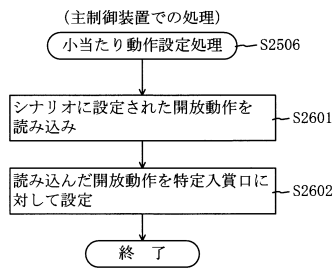 (主制御装置での処理)
小当たり動作設定処理
S2506
シナリオに設定された開放動作を
読み込み
S2601
読み込んだ開放動作を特定入賞口に
対して設定
S2602
終 了